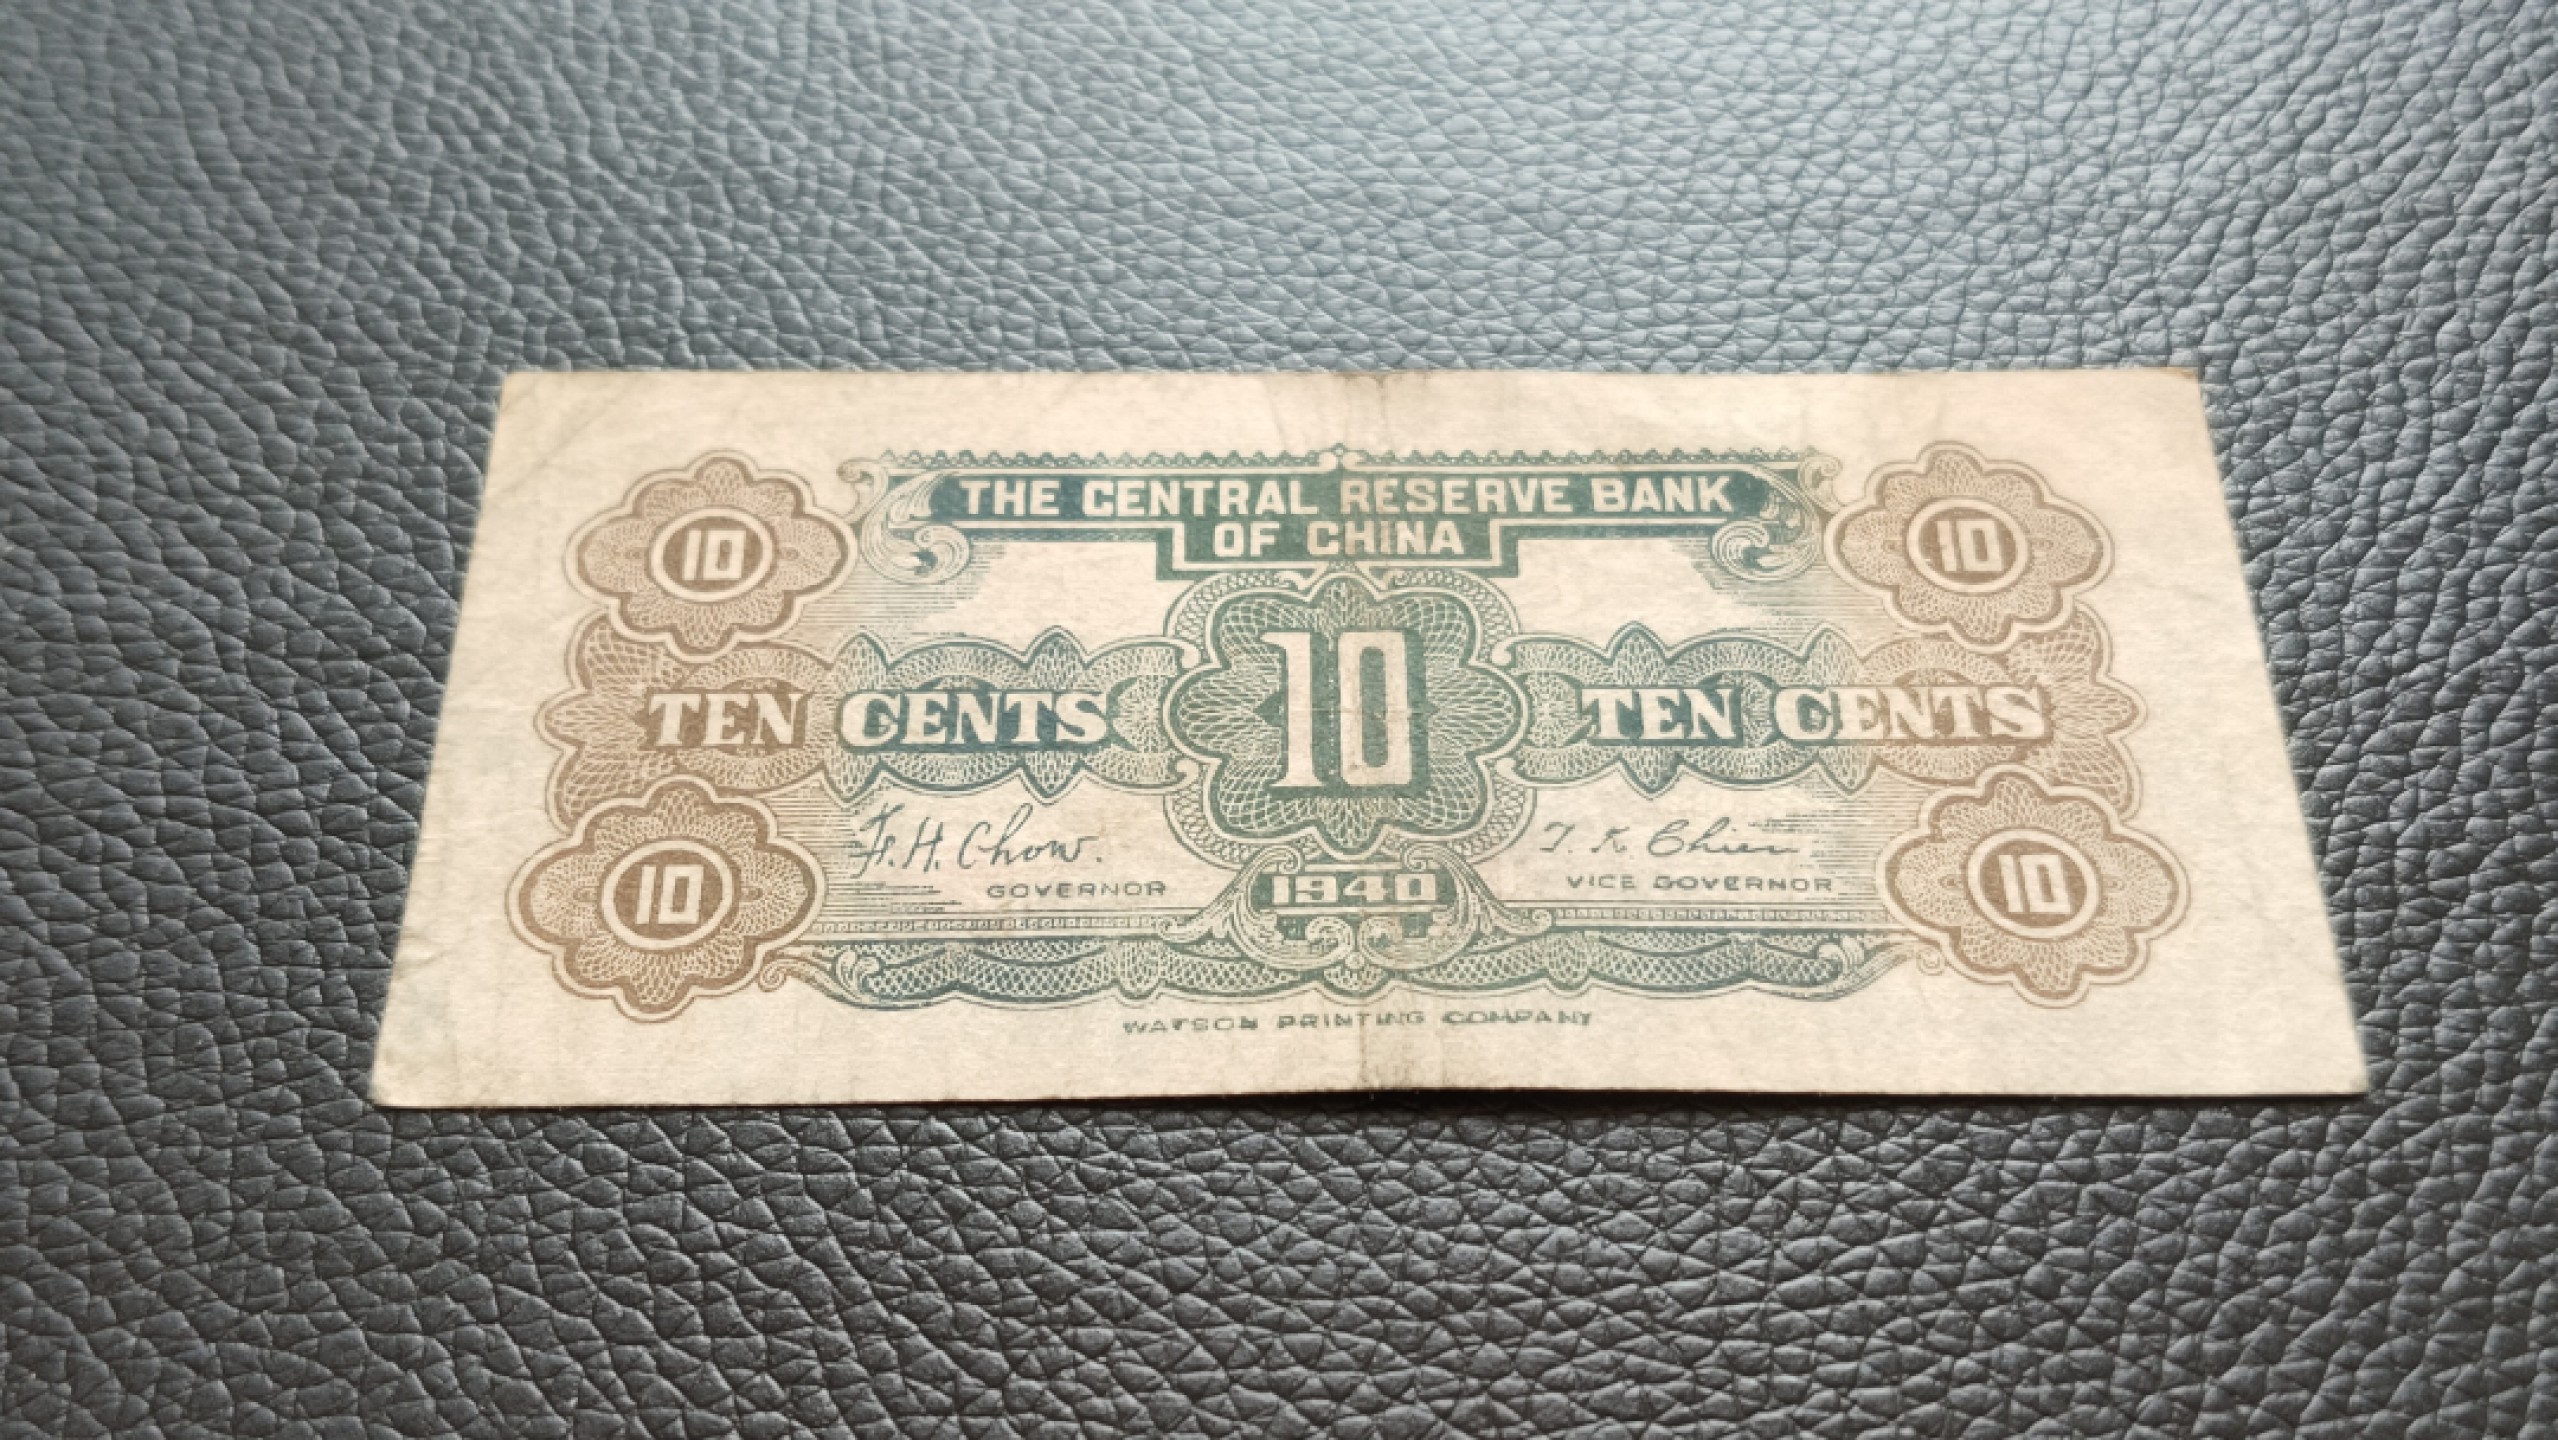 THE CENTRAL RESERVE BANK
OF CHINA
10 10
10
TEN CENTS TEN CENTS
F. H. Chow. T. K. Chien
GOVERNOR VICE GOVERNOR
10 1940 10
WATSON PRINTING COMPANY